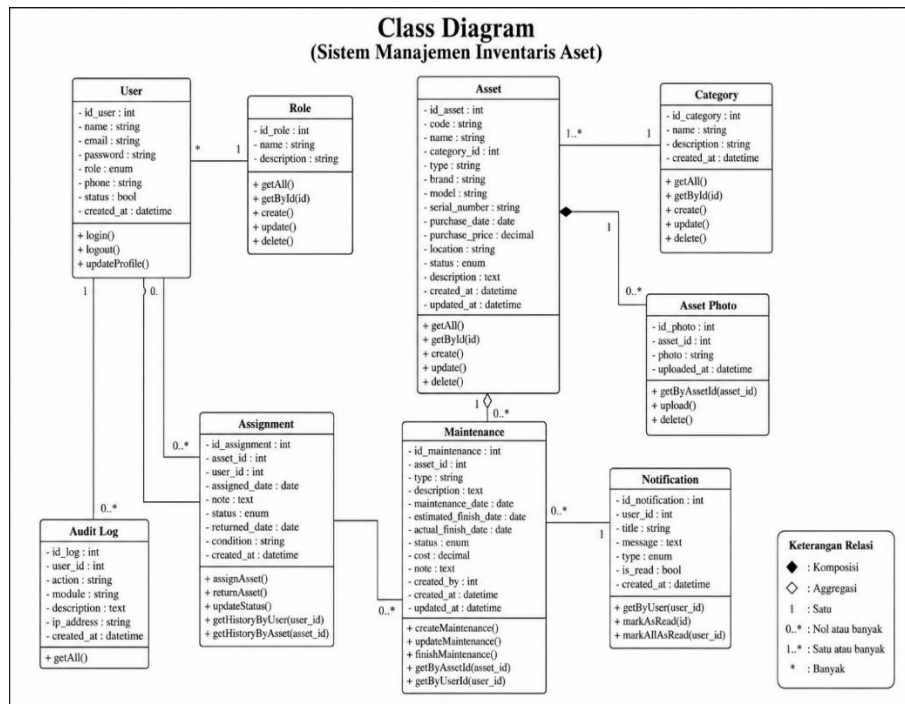 Class Diagram
(Sistem Manajemen Inventaris Aset)
User
- id_user : int
- name : string
- email : string
- password : string
- role : enum
- phone : string
- status : bool
- created_at : datetime
+ login()
+ logout()
+ updateProfile()
*
1
Role
- id_role : int
- name : string
- description : string
+ getAll()
+ getById(id)
+ create()
+ update()
+ delete()
Asset
- id_asset : int
- code : string
- name : string
- category_id : int
- type : string
- brand : string
- model : string
- serial_number : string
- purchase_date : date
- purchase_price : decimal
- location : string
- status : enum
- description : text
- created_at : datetime
- updated_at : datetime
+ getAll()
+ getById(id)
+ create()
+ update()
+ delete()
1..*
1
Category
- id_category : int
- name : string
- description : string
- created_at : datetime
+ getAll()
+ getById(id)
+ create()
+ update()
+ delete()
1
0..*
Asset Photo
- id_photo : int
- asset_id : int
- photo : string
- uploaded_at : datetime
+ getByAssetId(asset_id)
+ upload()
+ delete()
1
0.
0..*
0..*
1
0..*
Assignment
- id_assignment : int
- asset_id : int
- user_id : int
- assigned_date : date
- note : text
- status : enum
- returned_date : date
- condition : string
- created_at : datetime
+ assignAsset()
+ returnAsset()
+ updateStatus()
+ getHistoryByUser(user_id)
+ getHistoryByAsset(asset_id)
0..*
Audit Log
- id_log : int
- user_id : int
- action : string
- module : string
- description : text
- ip_address : string
- created_at : datetime
+ getAll()
Maintenance
- id_maintenance : int
- asset_id : int
- type : string
- description : text
- maintenance_date : date
- estimated_finish_date : date
- actual_finish_date : date
- status : enum
- cost : decimal
- note : text
- created_by : int
- created_at : datetime
- updated_at : datetime
+ createMaintenance()
+ updateMaintenance()
+ finishMaintenance()
+ getByAssetId(asset_id)
+ getByUserId(user_id)
0..*
1
Notification
- id_notification : int
- user_id : int
- title : string
- message : text
- type : enum
- is_read : bool
- created_at : datetime
+ getByUser(user_id)
+ markAsRead(id)
+ markAllAsRead(user_id)
Keterangan Relasi
: Komposisi
: Aggregasi
1 : Satu
0..* : Nol atau banyak
1..* : Satu atau banyak
* : Banyak